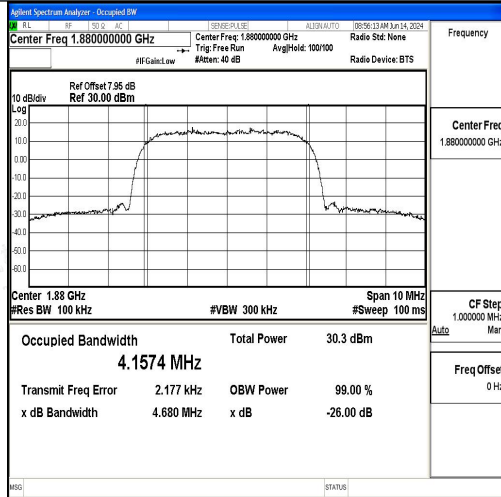 Agilent Spectrum Analyzer - Occupied BW
RL RF 50 Ω AC SENSE:PULSE ALIGN AUTO 08:56:13 AM Jun 14, 2024
Center Freq 1.880000000 GHz Center Freq: 1.880000000 GHz Radio Std: None
Trig: Free Run Avg|Hold: 100/100
#IFGain:Low #Atten: 40 dB Radio Device: BTS
Ref Offset 7.95 dB
10 dB/div Ref 30.00 dBm
Log
20.0
10.0
0.00
-10.0
-20.0
-30.0
-40.0
-50.0
-60.0
Center 1.88 GHz Span 10 MHz
#Res BW 100 kHz #VBW 300 kHz #Sweep 100 ms
Occupied Bandwidth Total Power 30.3 dBm
4.1574 MHz
Transmit Freq Error 2.177 kHz OBW Power 99.00 %
x dB Bandwidth 4.680 MHz x dB -26.00 dB
MSG STATUS
Frequency
Center Freq
1.880000000 GHz
CF Step
1.000000 MHz
Auto Man
Freq Offset
0 Hz